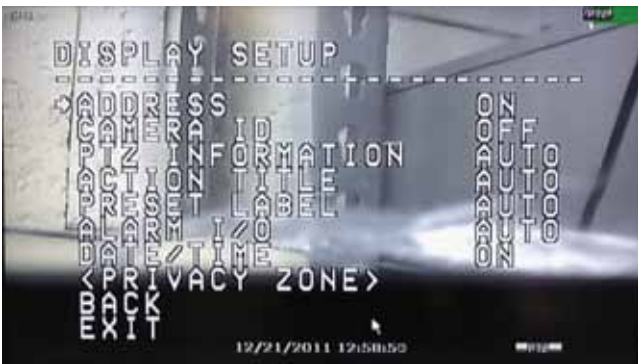 DISPLAY SETUP
ADDRESS ON
CAMERA ID OFF
PTZ INFORMATION AUTO
ACTION TITLE AUTO
PRESET LABEL AUTO
ALARM I/O AUTO
DATE/TIME ON
<PRIVACY ZONE>
BACK
EXIT
12/21/2011 12:58:50